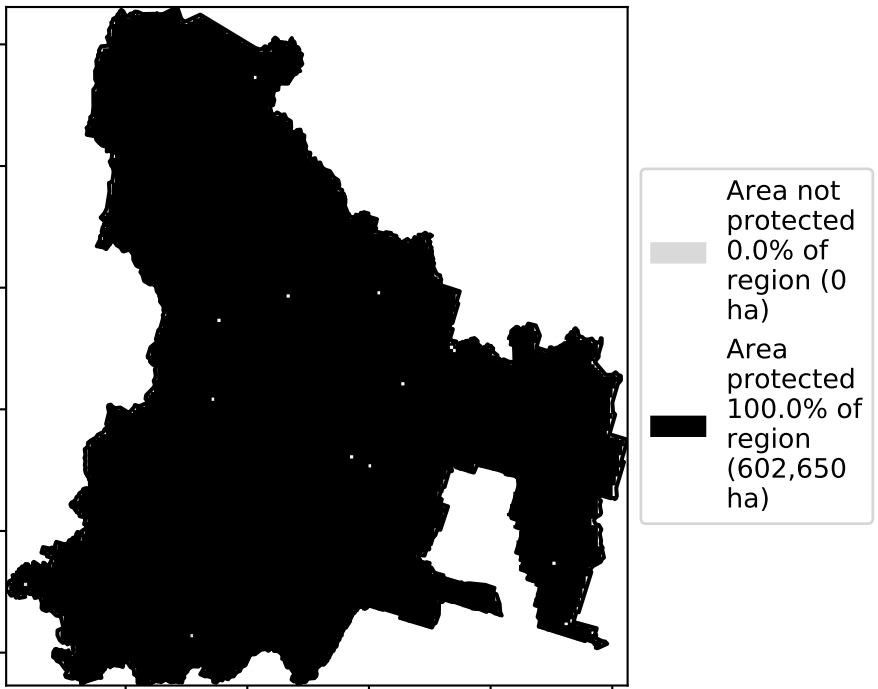 Area not
protected
0.0% of
region (0
ha)
Area
protected
100.0% of
region
(602,650
ha)